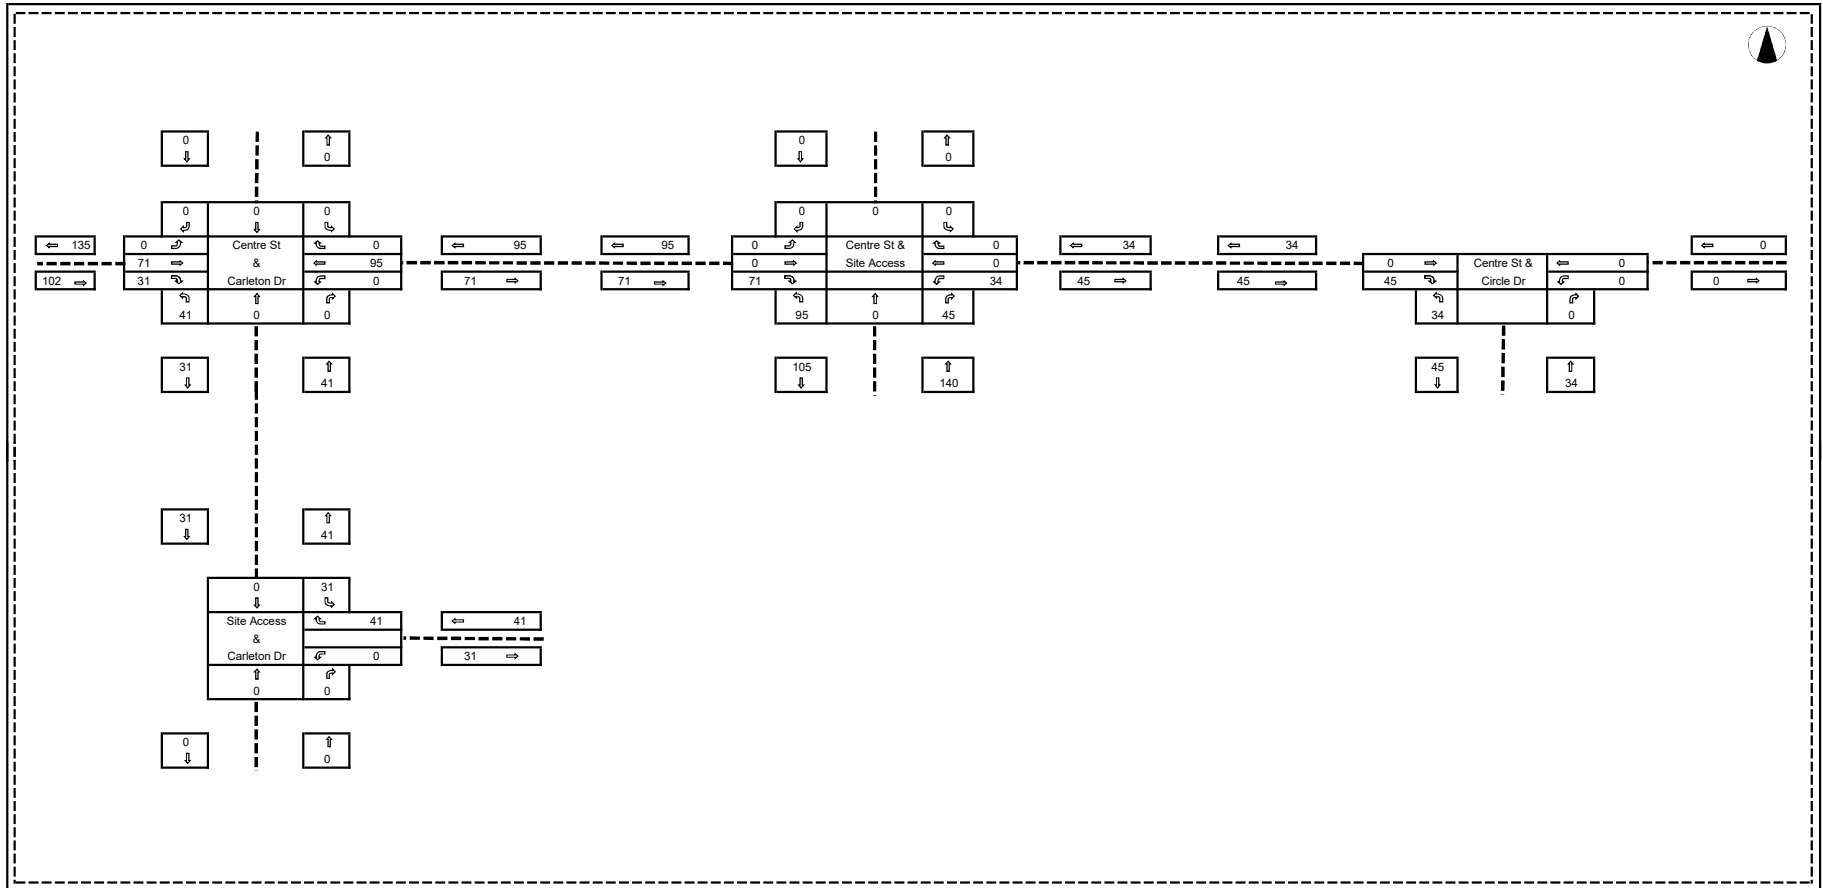 0 ⇓ ⇑ 0
0 ⇓ ⇑ 0
0 0 0
0 0 0
⇐ 135
0 Centre St 0
⇐ 95
⇐ 95
0 Centre St & 0
⇐ 34
⇐ 34
⇐ 0
71 ⇒ & ⇐ 95
0 ⇒ Site Access ⇐ 0
0 ⇒ Centre St & ⇐ 0
102 ⇒
31 Carleton Dr 0
71 ⇒
71 ⇒
71 34
45 ⇒
45 ⇒
45 Circle Dr 0
0 ⇒
41 0 0
95 0 45
34 0
31 ⇓ ⇑ 41
105 ⇓ ⇑ 140
45 ⇓ ⇑ 34
31 ⇓ ⇑ 41
0 31
Site Access 41
⇐ 41
&
Carleton Dr 0
31 ⇒
0 0
0 ⇓ ⇑ 0